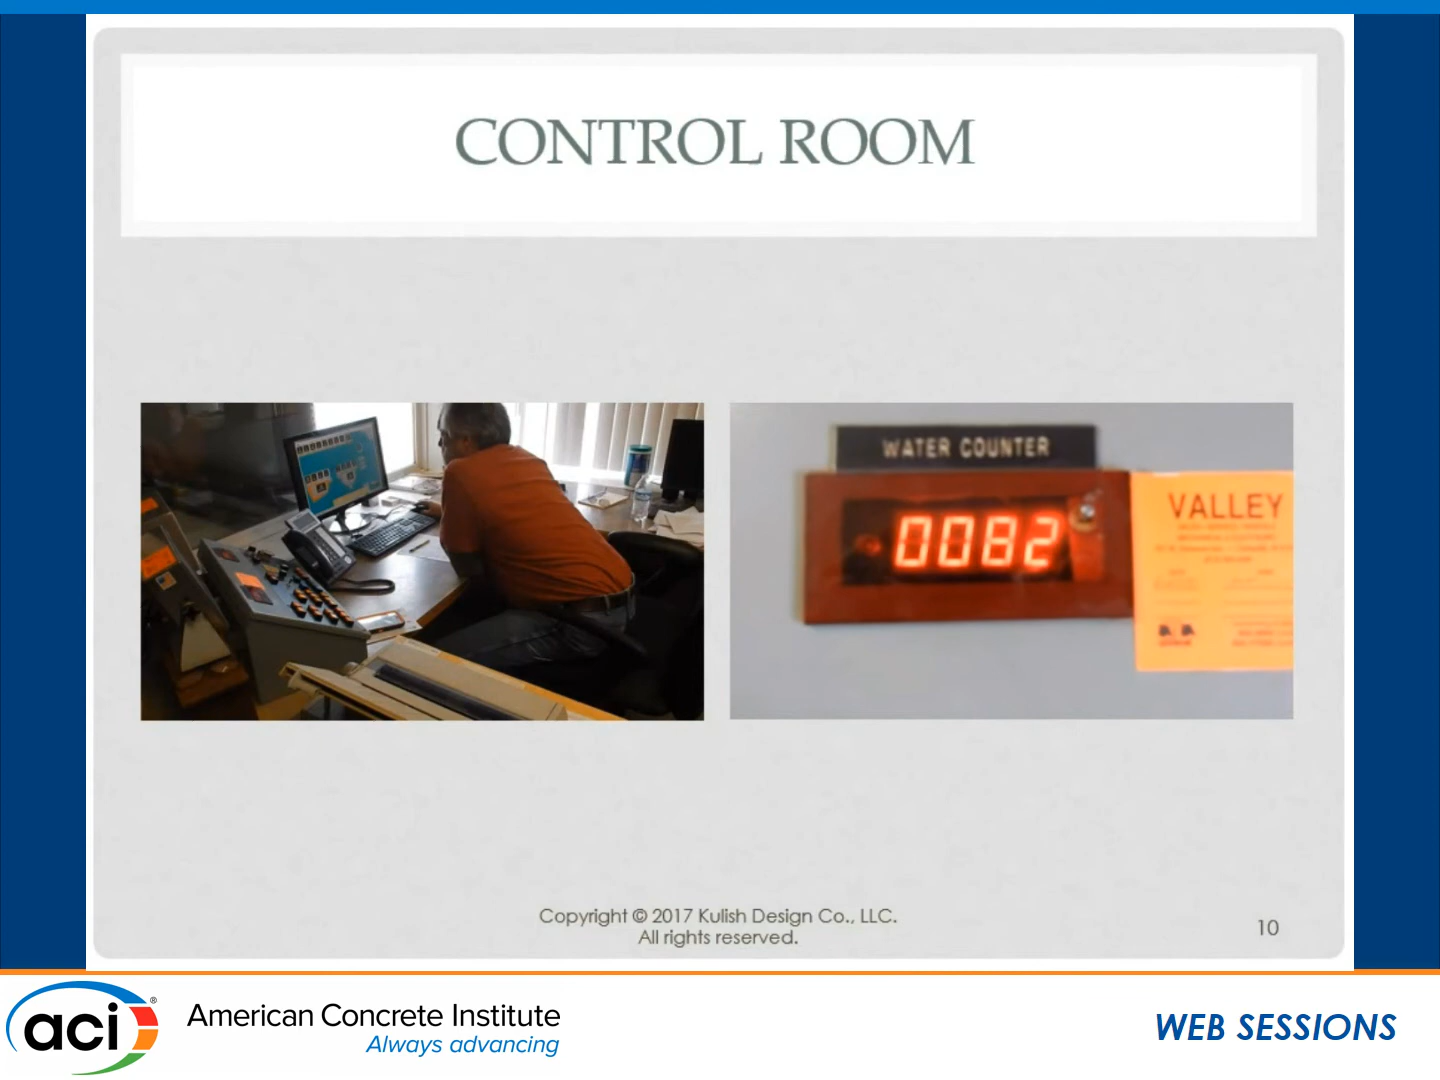 CONTROL ROOM
WATER COUNTER
0082
VALLEY
Copyright © 2017 Kulish Design Co., LLC.
All rights reserved.
10
aci®
American Concrete Institute
Always advancing
WEB SESSIONS